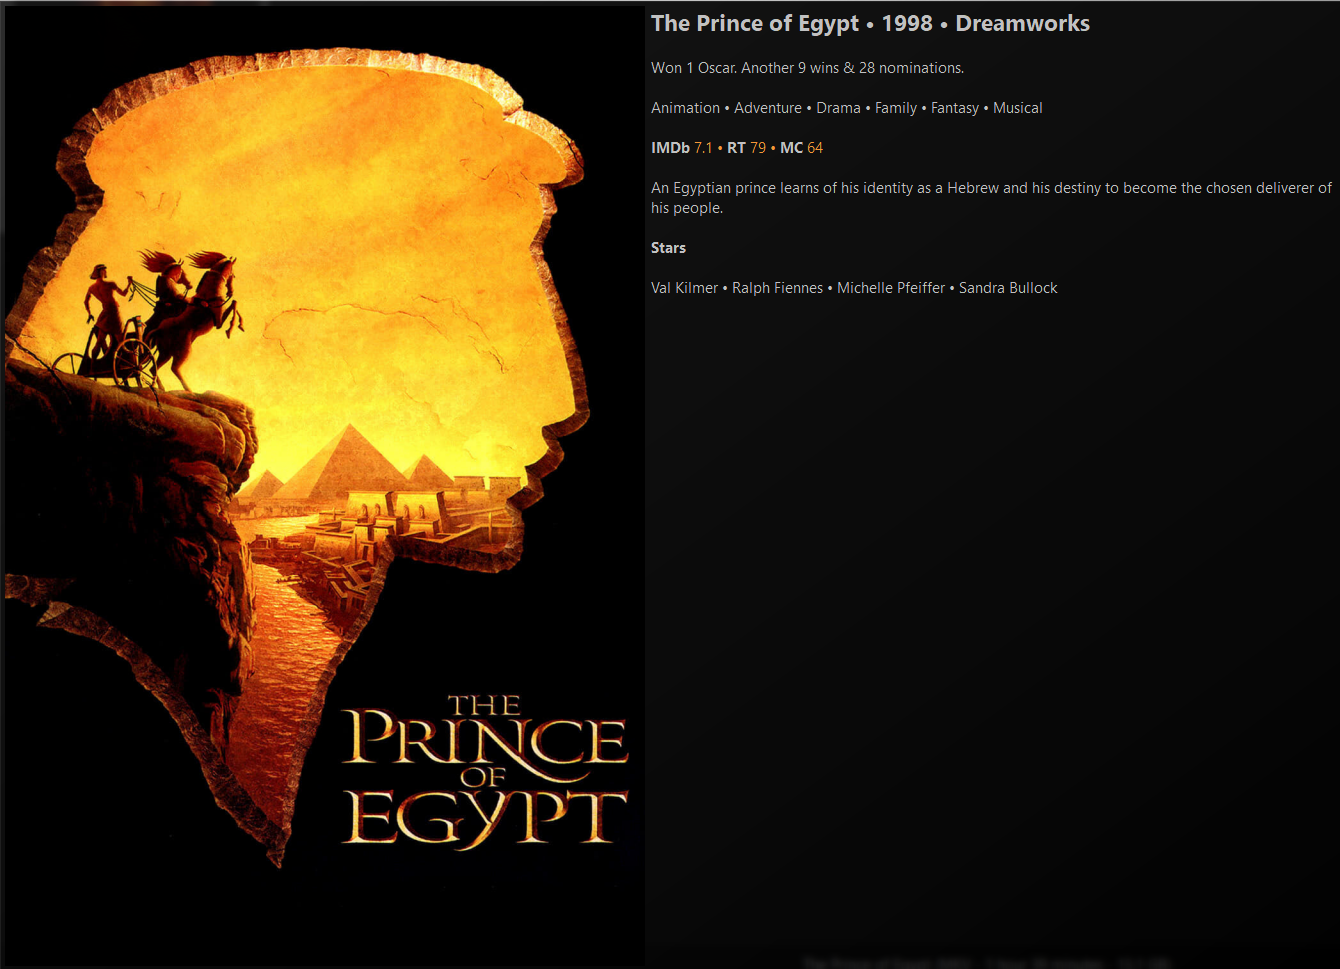 The Prince of Egypt • 1998 • Dreamworks
Won 1 Oscar. Another 9 wins & 28 nominations.
Animation • Adventure • Drama • Family • Fantasy • Musical
IMDb 7.1 • RT 79 • MC 64
An Egyptian prince learns of his identity as a Hebrew and his destiny to become the chosen deliverer of
his people.
Stars
Val Kilmer • Ralph Fiennes • Michelle Pfeiffer • Sandra Bullock
THE
PRINCE
OF
EGYPT